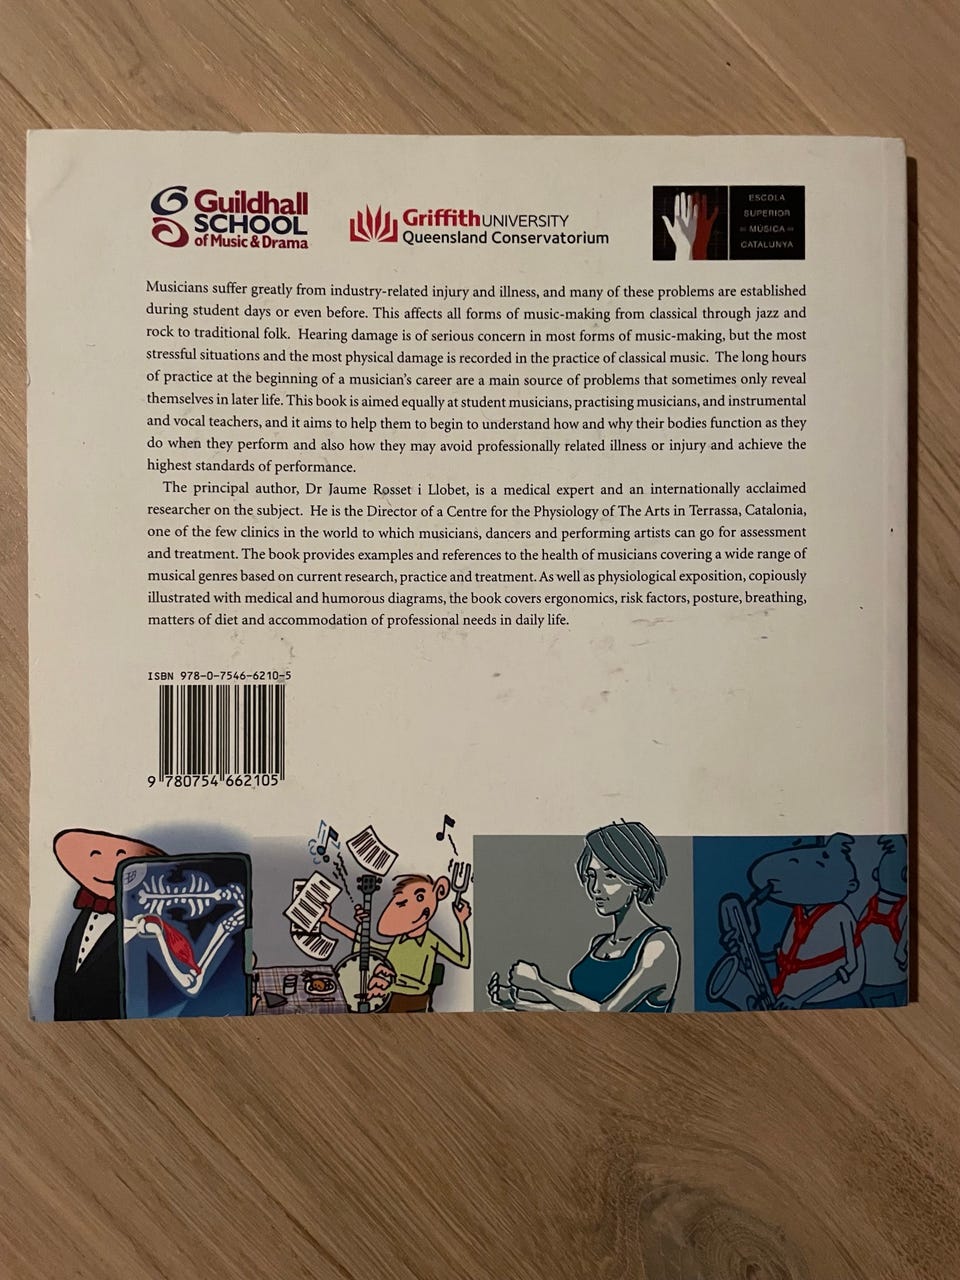 Guildhall
SCHOOL
of Music & Drama
Griffith UNIVERSITY
Queensland Conservatorium
ESCOLA
SUPERIOR
DE MÚSICA DE
CATALUNYA
Musicians suffer greatly from industry-related injury and illness, and many of these problems are established
during student days or even before. This affects all forms of music-making from classical through jazz and
rock to traditional folk. Hearing damage is of serious concern in most forms of music-making, but the most
stressful situations and the most physical damage is recorded in the practice of classical music. The long hours
of practice at the beginning of a musician's career are a main source of problems that sometimes only reveal
themselves in later life. This book is aimed equally at student musicians, practising musicians, and instrumental
and vocal teachers, and it aims to help them to begin to understand how and why their bodies function as they
do when they perform and also how they may avoid professionally related illness or injury and achieve the
highest standards of performance.
The principal author, Dr Jaume Rosset i Llobet, is a medical expert and an internationally acclaimed
researcher on the subject. He is the Director of a Centre for the Physiology of The Arts in Terrassa, Catalonia,
one of the few clinics in the world to which musicians, dancers and performing artists can go for assessment
and treatment. The book provides examples and references to the health of musicians covering a wide range of
musical genres based on current research, practice and treatment. As well as physiological exposition, copiously
illustrated with medical and humorous diagrams, the book covers ergonomics, risk factors, posture, breathing,
matters of diet and accommodation of professional needs in daily life.
ISBN 978-0-7546-6210-5
9 780754 662105